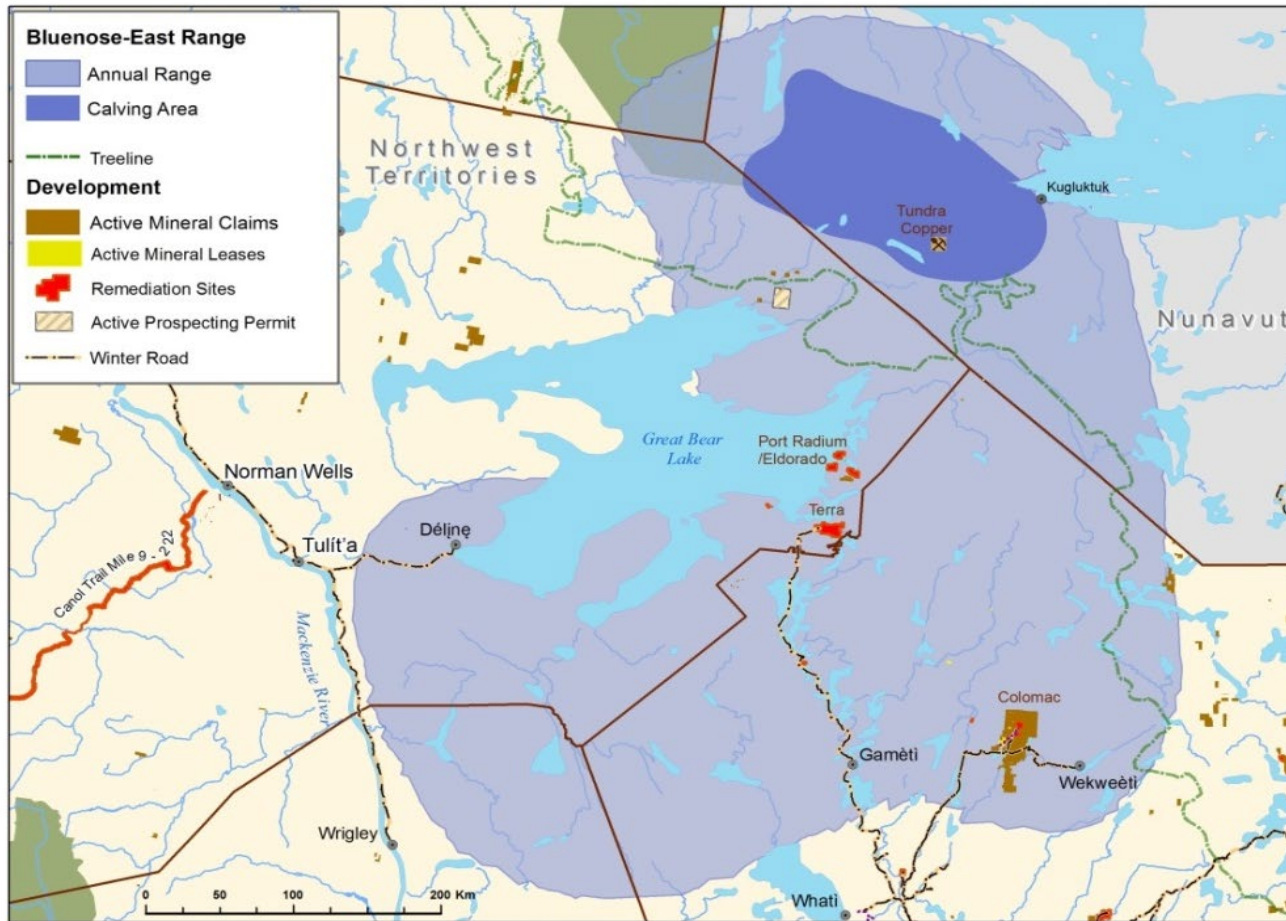 Bluenose-East Range
Annual Range
Calving Area
Treeline
Development
Active Mineral Claims
Active Mineral Leases
Remediation Sites
Active Prospecting Permit
Winter Road
Northwest
Territories
Kugluktuk
Tundra
Copper
Nunavut
Great Bear
Lake
Port Radium
/Eldorado
Norman Wells
Terra
Délı̨nę
Tulít'a
Canol Trail Mile 9 - 222
Mackenzie River
Colomac
Gamètì
Wekweètì
Wrigley
Whatì
0 50 100 200 Km